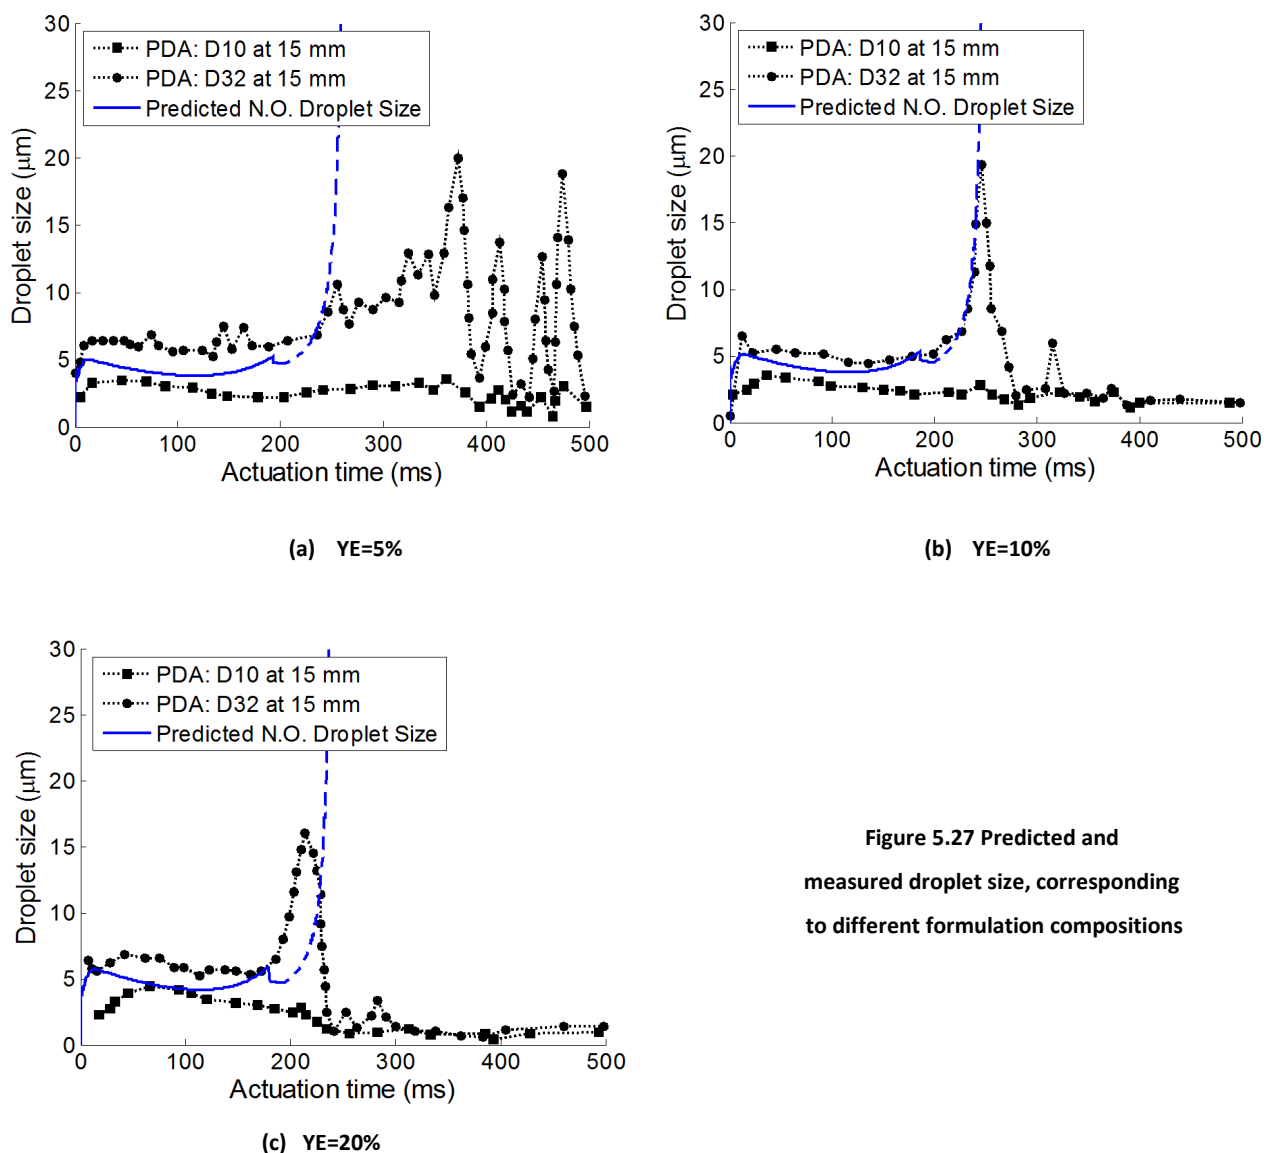 30
25
20
15
10
5
0
Droplet size (μm)
PDA: D10 at 15 mm
PDA: D32 at 15 mm
Predicted N.O. Droplet Size
0 100 200 300 400 500
Actuation time (ms)
(a) YE=5%
30
25
20
15
10
5
0
Droplet size (μm)
PDA: D10 at 15 mm
PDA: D32 at 15 mm
Predicted N.O. Droplet Size
0 100 200 300 400 500
Actuation time (ms)
(b) YE=10%
30
25
20
15
10
5
0
Droplet size (μm)
PDA: D10 at 15 mm
PDA: D32 at 15 mm
Predicted N.O. Droplet Size
0 100 200 300 400 500
Actuation time (ms)
(c) YE=20%
Figure 5.27 Predicted and
measured droplet size, corresponding
to different formulation compositions